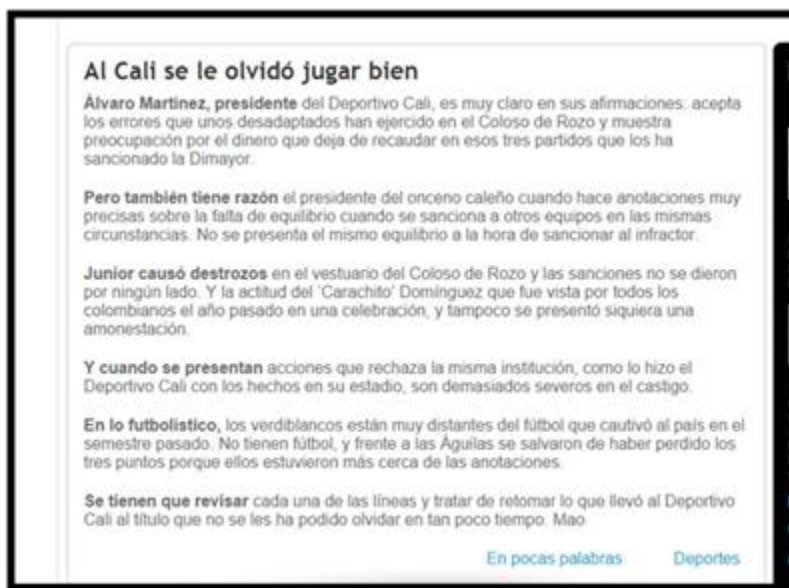 Al Cali se le olvidó jugar bien
Álvaro Martinez, presidente del Deportivo Cali, es muy claro en sus afirmaciones: acepta
los errores que unos desadaptados han ejercido en el Coloso de Rozo y muestra
preocupación por el dinero que deja de recaudar en esos tres partidos que los ha
sancionado la Dimayor.
Pero también tiene razón el presidente del onceno caleño cuando hace anotaciones muy
precisas sobre la falta de equilibrio cuando se sanciona a otros equipos en las mismas
circunstancias. No se presenta el mismo equilibrio a la hora de sancionar al infractor.
Junior causó destrozos en el vestuario del Coloso de Rozo y las sanciones no se dieron
por ningún lado. Y la actitud del 'Carachito' Domínguez que fue vista por todos los
colombianos el año pasado en una celebración, y tampoco se presentó siquiera una
amonestación.
Y cuando se presentan acciones que rechaza la misma institución, como lo hizo el
Deportivo Cali con los hechos en su estadio, son demasiados severos en el castigo.
En lo futbolístico, los verdiblancos están muy distantes del fútbol que cautivó al país en el
semestre pasado. No tienen fútbol, y frente a las Águilas se salvaron de haber perdido los
tres puntos porque ellos estuvieron más cerca de las anotaciones.
Se tienen que revisar cada una de las líneas y tratar de retomar lo que llevó al Deportivo
Cali al título que no se les ha podido olvidar en tan poco tiempo. Mao
En pocas palabras Deportes